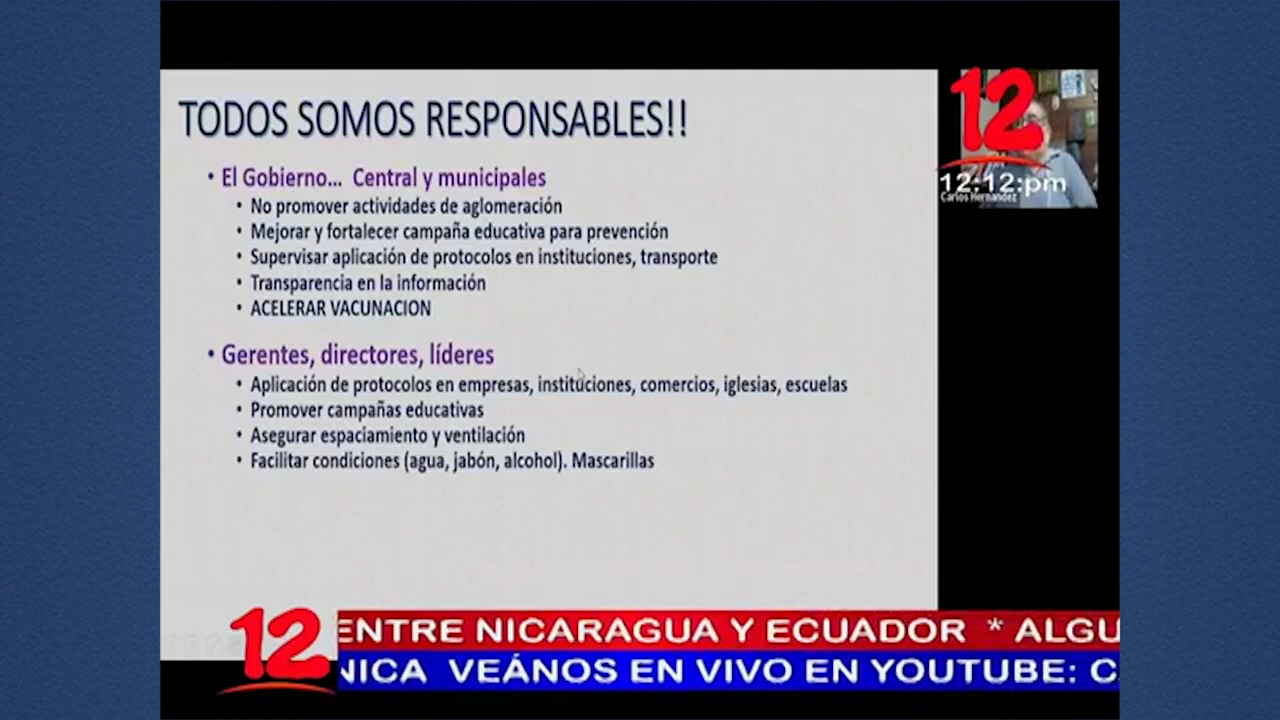 TODOS SOMOS RESPONSABLES!!
• El Gobierno... Central y municipales
• No promover actividades de aglomeración
• Mejorar y fortalecer campaña educativa para prevención
• Supervisar aplicación de protocolos en instituciones, transporte
• Transparencia en la información
• ACELERAR VACUNACION
• Gerentes, directores, líderes
• Aplicación de protocolos en empresas, instituciones, comercios, iglesias, escuelas
• Promover campañas educativas
• Asegurar espaciamiento y ventilación
• Facilitar condiciones (agua, jabón, alcohol). Mascarillas
12
12:12:pm
Carlos Hernández
12
ENTRE NICARAGUA Y ECUADOR * ALGU
NICA VEÁNOS EN VIVO EN YOUTUBE: C